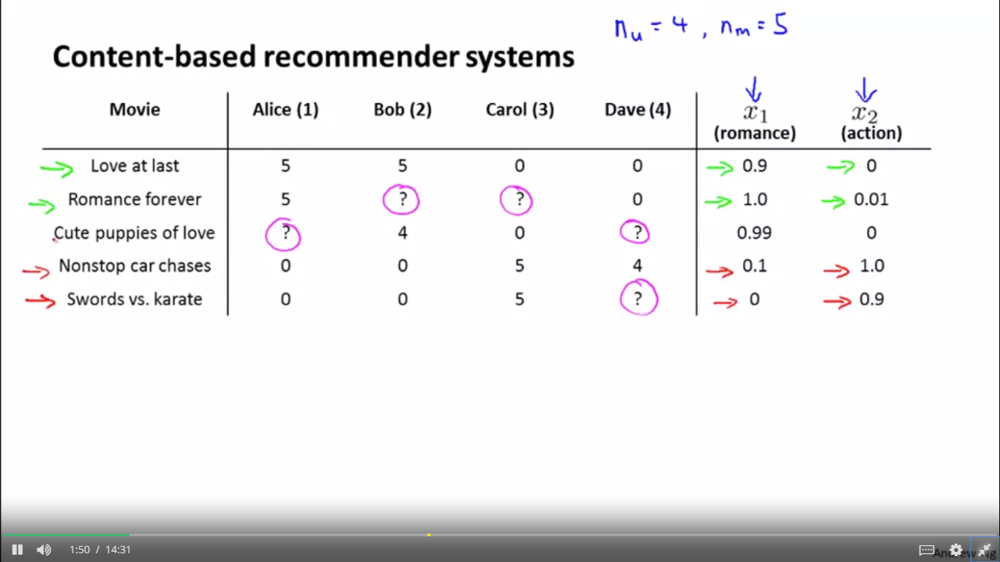 n_u = 4 , n_m = 5
Content-based recommender systems
Movie Alice (1) Bob (2) Carol (3) Dave (4) x_1 (romance) x_2 (action)
Love at last 5 5 0 0 0.9 0
Romance forever 5 ? ? 0 1.0 0.01
Cute puppies of love ? 4 0 ? 0.99 0
Nonstop car chases 0 0 5 4 0.1 1.0
Swords vs. karate 0 0 5 ? 0 0.9
1:50 / 14:31
Andrew Ng